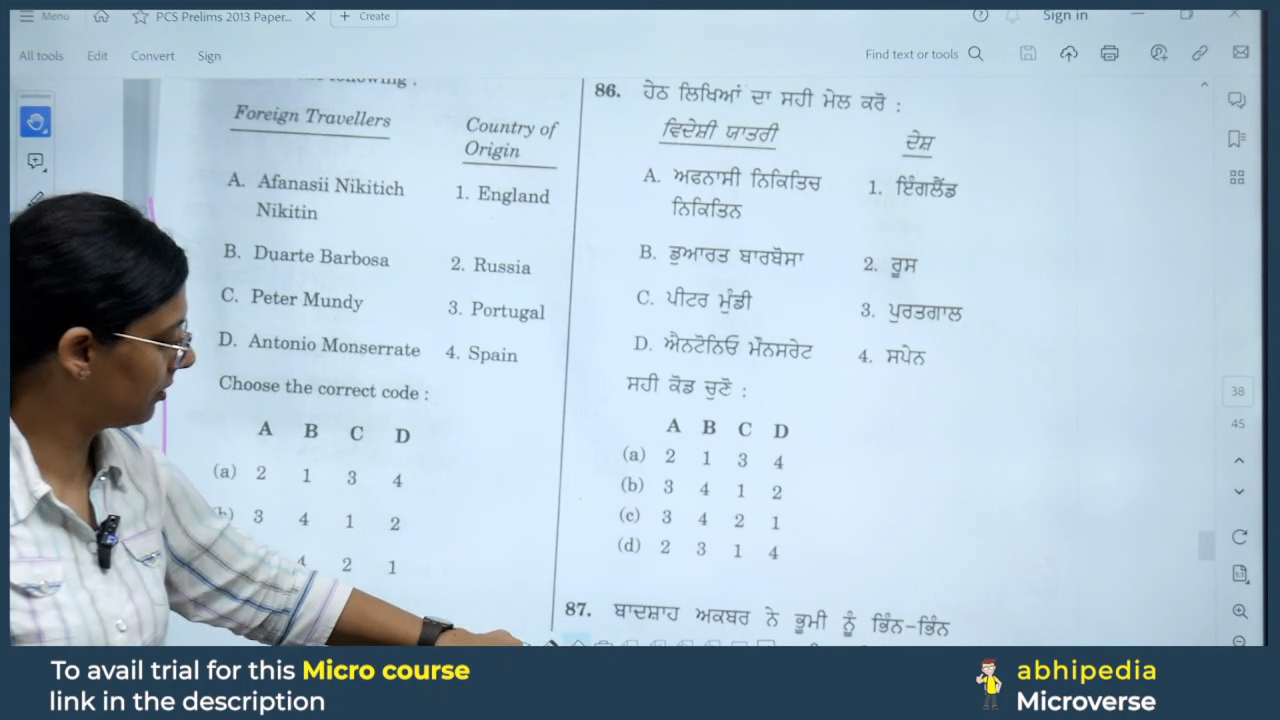 Menu
PCS Prelims 2013 Paper...
Create
Sign in
All tools Edit Convert Sign
Find text or tools
following :
Foreign Travellers
Country of
Origin
A. Afanasii Nikitich
Nikitin
1. England
B. Duarte Barbosa
2. Russia
C. Peter Mundy
3. Portugal
D. Antonio Monserrate
4. Spain
Choose the correct code :
A B C D
(a) 2 1 3 4
3 4 1 2
4 2 1
86. ਹੇਠ ਲਿਖਿਆਂ ਦਾ ਸਹੀ ਮੇਲ ਕਰੋ :
ਵਿਦੇਸ਼ੀ ਯਾਤਰੀ
ਦੇਸ਼
A. ਅਫਨਾਸੀ ਨਿਕਿਤਿਚ
ਨਿਕਿਤਿਨ
1. ਇੰਗਲੈਂਡ
B. ਡੁਆਰਤ ਬਾਰਬੋਸਾ
2. ਰੂਸ
C. ਪੀਟਰ ਮੁੰਡੀ
3. ਪੁਰਤਗਾਲ
D. ਐਨਟੋਨਿਓ ਮੌਨਸਰੇਟ
4. ਸਪੇਨ
ਸਹੀ ਕੋਡ ਚੁਣੋ :
A B C D
(a) 2 1 3 4
(b) 3 4 1 2
(c) 3 4 2 1
(d) 2 3 1 4
87. ਬਾਦਸ਼ਾਹ ਅਕਬਰ ਨੇ ਭੂਮੀ ਨੂੰ ਭਿੰਨ-ਭਿੰਨ
38
45
To avail trial for this Micro course
link in the description
abhipedia
Microverse